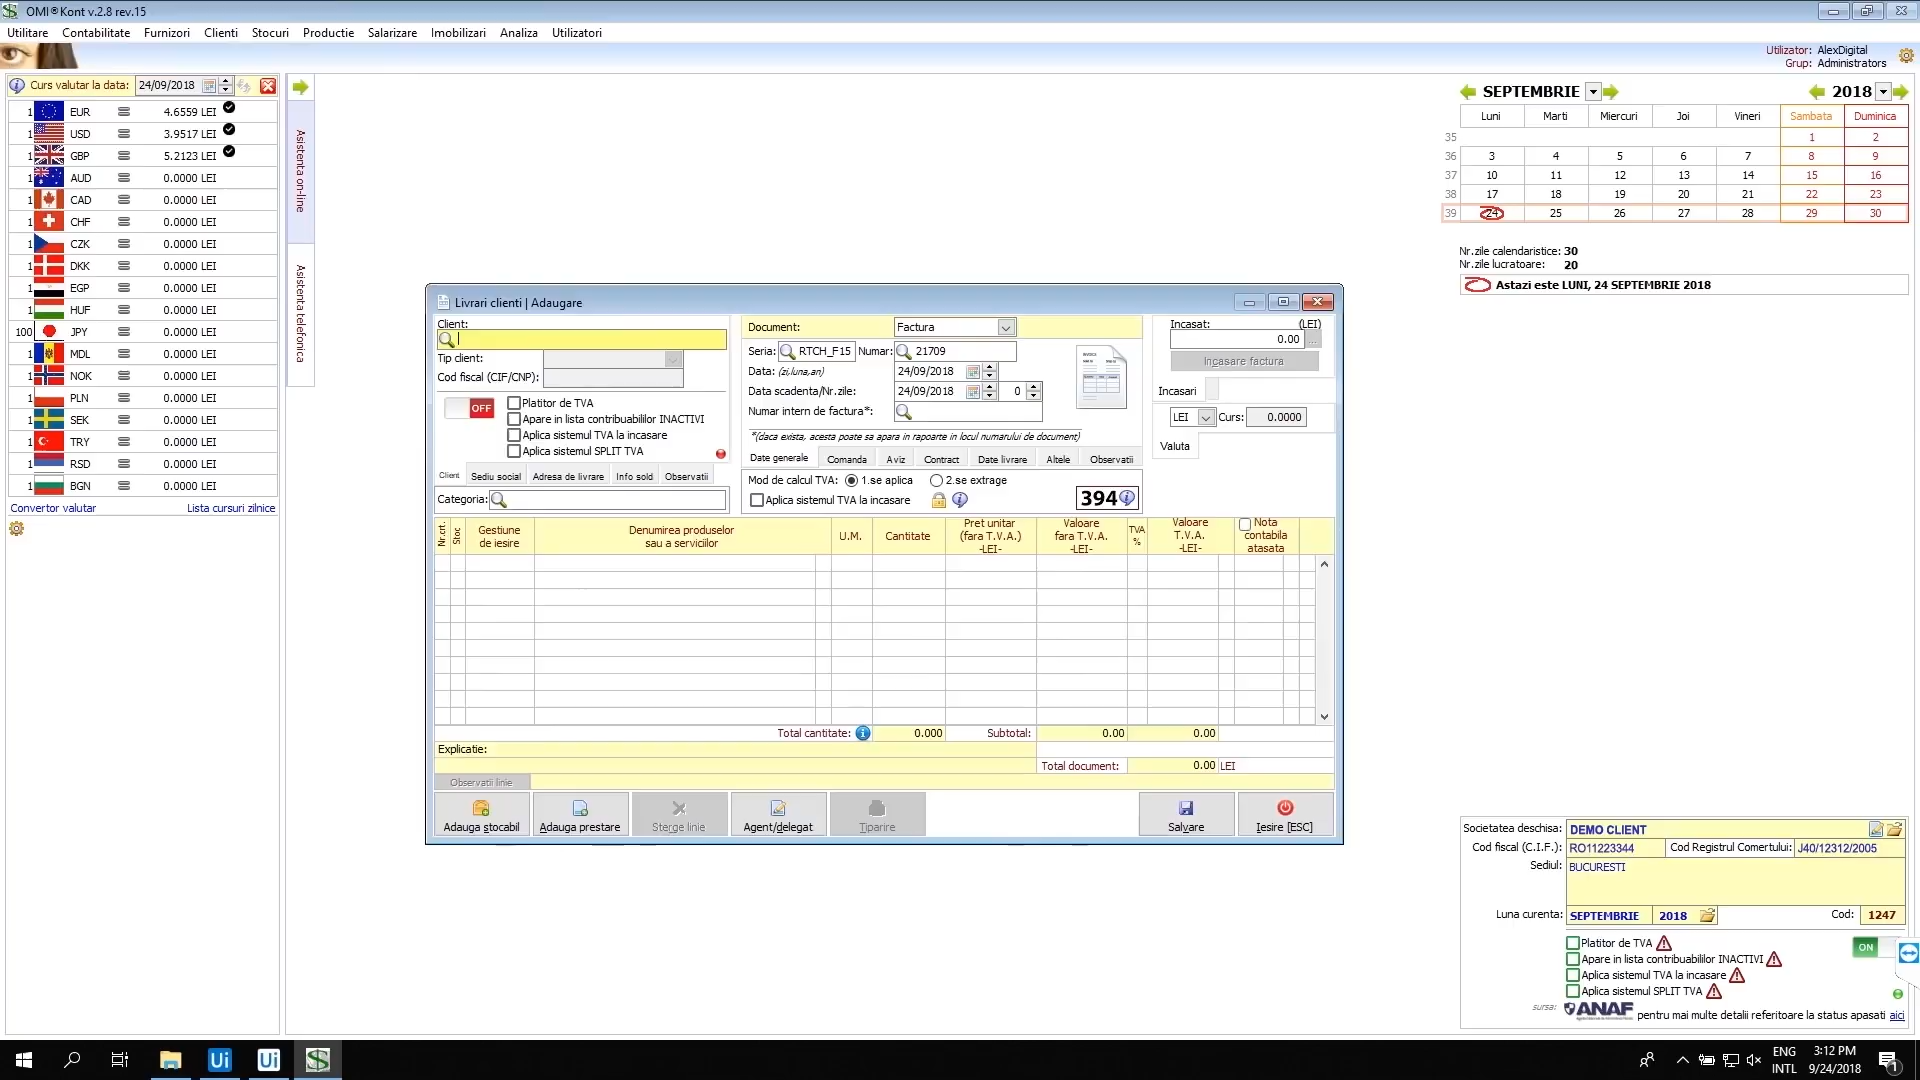 OMI®Kont v.2.8 rev.15
Utilitare Contabilitate Furnizori Clienti Stocuri Productie Salarizare Imobilizari Analiza Utilizatori
Utilizator: AlexDigital
Grup: Administrators
Curs valutar la data: 24/09/2018
1 EUR 4.6559 LEI
1 USD 3.9517 LEI
1 GBP 5.2123 LEI
1 AUD 0.0000 LEI
1 CAD 0.0000 LEI
1 CHF 0.0000 LEI
1 CZK 0.0000 LEI
1 DKK 0.0000 LEI
1 EGP 0.0000 LEI
1 HUF 0.0000 LEI
100 JPY 0.0000 LEI
1 MDL 0.0000 LEI
1 NOK 0.0000 LEI
1 PLN 0.0000 LEI
1 SEK 0.0000 LEI
1 TRY 0.0000 LEI
1 RSD 0.0000 LEI
1 BGN 0.0000 LEI
Convertor valutar Lista cursuri zilnice
Asistenta on-line
Asistenta telefonica
SEPTEMBRIE 2018
Luni Marti Miercuri Joi Vineri Sambata Duminica
35 1 2
36 3 4 5 6 7 8 9
37 10 11 12 13 14 15 16
38 17 18 19 20 21 22 23
39 24 25 26 27 28 29 30
Nr.zile calendaristice: 30
Nr.zile lucratoare: 20
Astazi este LUNI, 24 SEPTEMBRIE 2018
Livrari clienti | Adaugare
Client:
Tip client:
Cod fiscal (CIF/CNP):
OFF
Platitor de TVA
Apare in lista contribuabililor INACTIVI
Aplica sistemul TVA la incasare
Aplica sistemul SPLIT TVA
Client Sediu social Adresa de livrare Info sold Observatii
Categoria:
Document: Factura
Seria: RTCH_F15 Numar: 21709
Data: (zi,luna,an) 24/09/2018
Data scadenta/Nr.zile: 24/09/2018 0
Numar intern de factura*:
*(daca exista, acesta poate sa apara in rapoarte in locul numarului de document)
Date generale Comanda Aviz Contract Date livrare Altele Observatii
Mod de calcul TVA: 1.se aplica 2.se extrage
Aplica sistemul TVA la incasare
394
INVOICE
Incasat: (LEI)
0.00 ...
Incasare factura
Incasari
LEI Curs: 0.0000
Valuta
Nr.crt. Stoc Gestiune de iesire Denumirea produselor sau a serviciilor U.M. Cantitate Pret unitar (fara T.V.A.) -LEI- Valoare fara T.V.A. -LEI- TVA % Valoare T.V.A. -LEI- Nota contabila atasata
Total cantitate: 0.000 Subtotal: 0.00 0.00
Explicatie:
Total document: 0.00 LEI
Observatii linie
Adauga stocabil Adauga prestare Sterge linie Agent/delegat Tiparire Salvare Iesire [ESC]
Societatea deschisa: DEMO CLIENT
Cod fiscal (C.I.F.): RO11223344 Cod Registrul Comertului: J40/12312/2005
Sediul: BUCURESTI
Luna curenta: SEPTEMBRIE 2018 Cod: 1247
Platitor de TVA
ON
Apare in lista contribuabililor INACTIVI
Aplica sistemul TVA la incasare
Aplica sistemul SPLIT TVA
sursa: ANAF pentru mai multe detalii referitoare la status apasati aici
Ui Ui
ENG
INTL
3:12 PM
9/24/2018
1